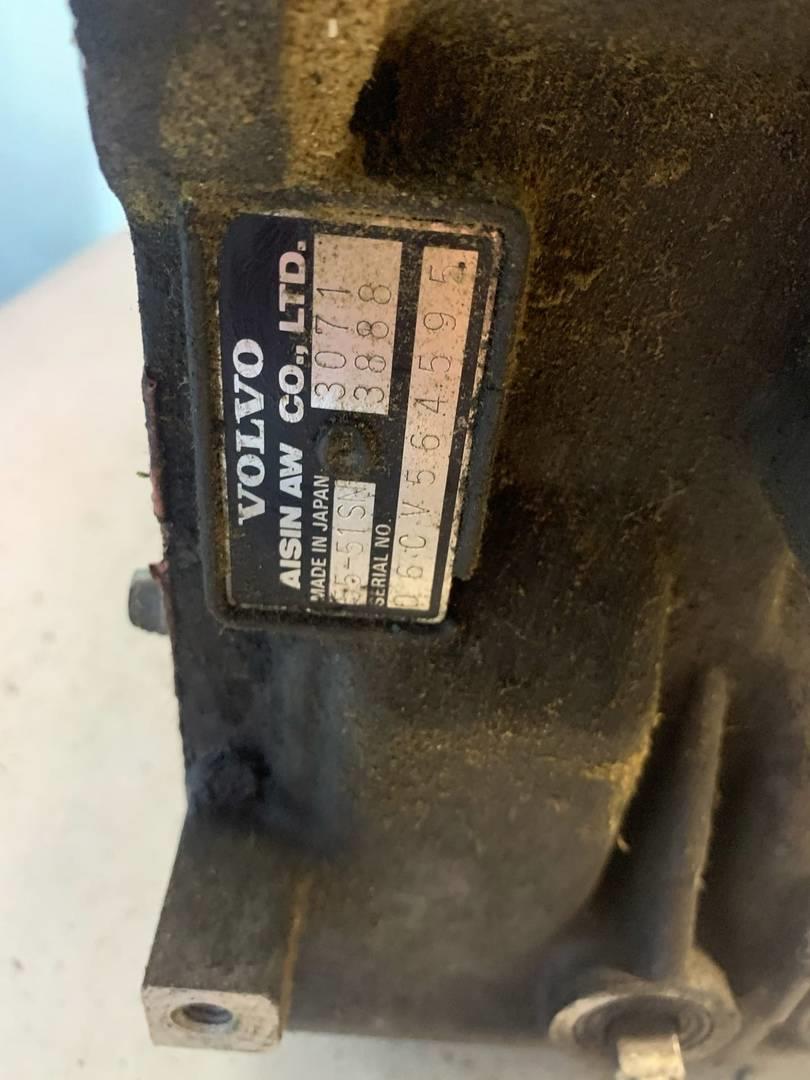 VOLVO
AISIN AW CO., LTD.
MADE IN JAPAN
3071
3888
55-51SN
SERIAL NO.
06CV564595